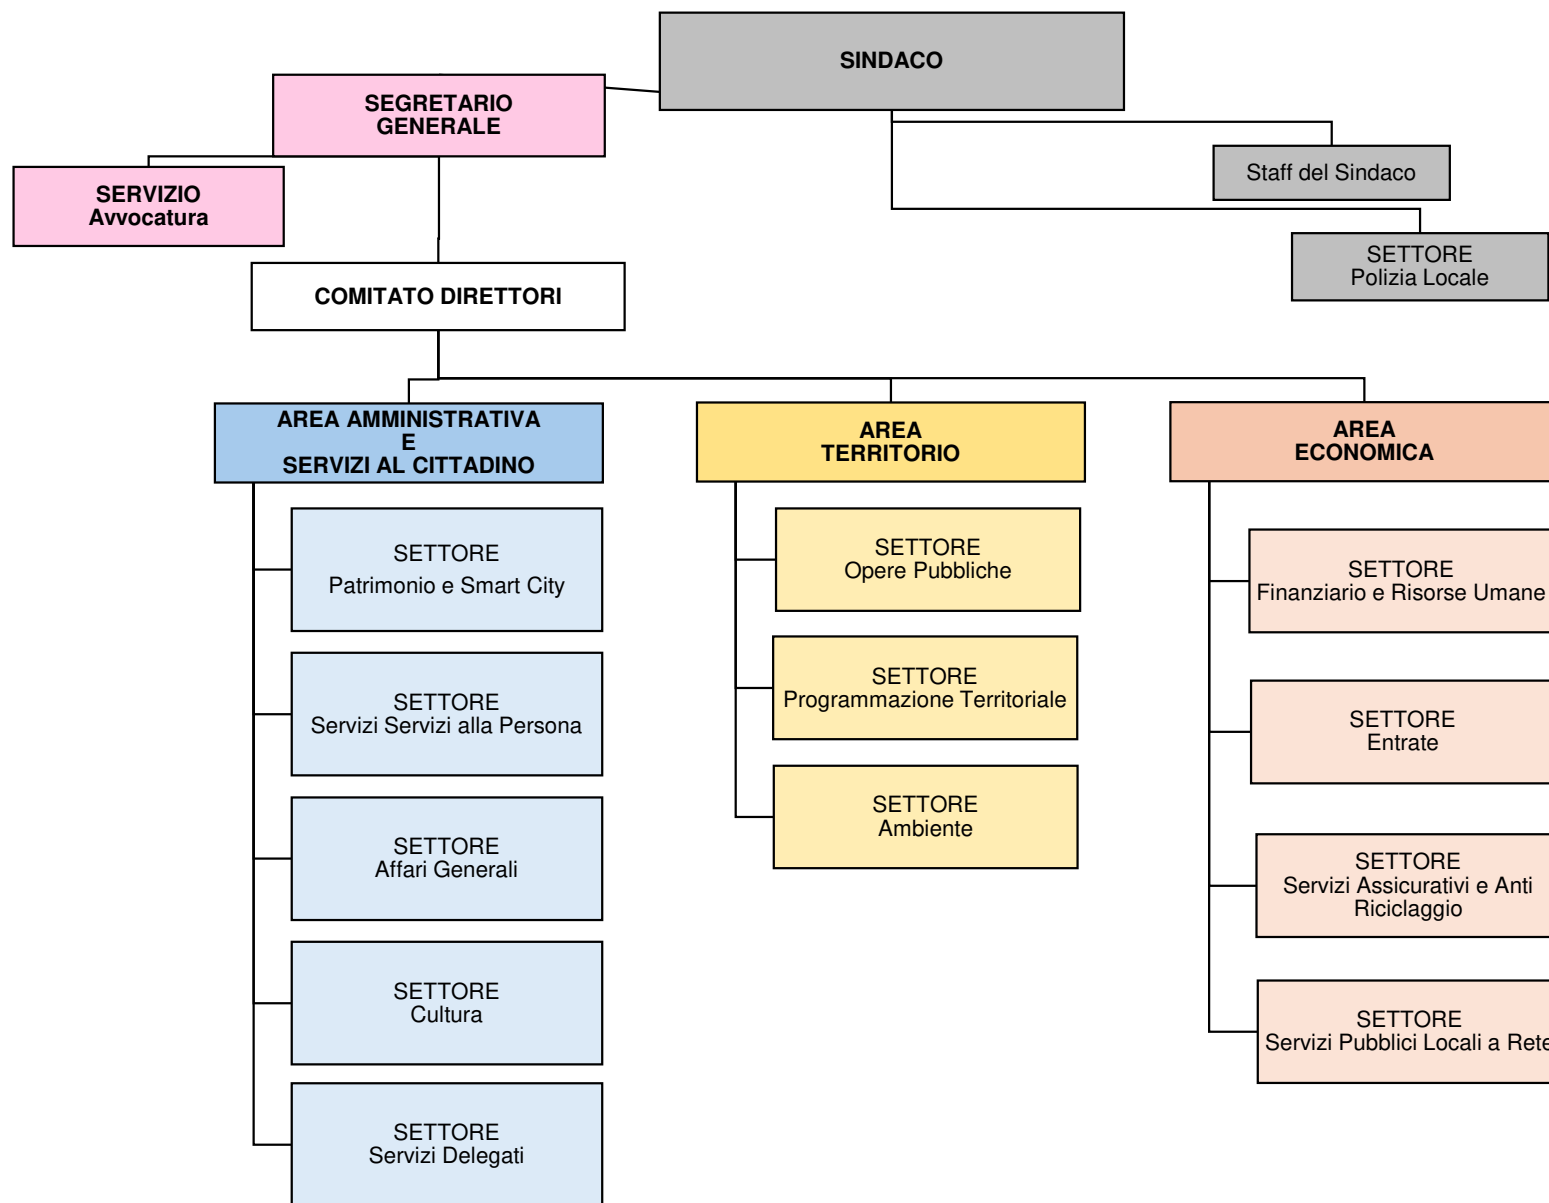 SINDACO
SEGRETARIO
GENERALE
Staff del Sindaco
SERVIZIO
Avvocatura
SETTORE
Polizia Locale
COMITATO DIRETTORI
AREA AMMINISTRATIVA
E
SERVIZI AL CITTADINO
SETTORE
Patrimonio e Smart City
SETTORE
Servizi Servizi alla Persona
SETTORE
Affari Generali
SETTORE
Cultura
SETTORE
Servizi Delegati
AREA
TERRITORIO
SETTORE
Opere Pubbliche
SETTORE
Programmazione Territoriale
SETTORE
Ambiente
AREA
ECONOMICA
SETTORE
Finanziario e Risorse Umane
SETTORE
Entrate
SETTORE
Servizi Assicurativi e Anti
Riciclaggio
SETTORE
Servizi Pubblici Locali a Rete